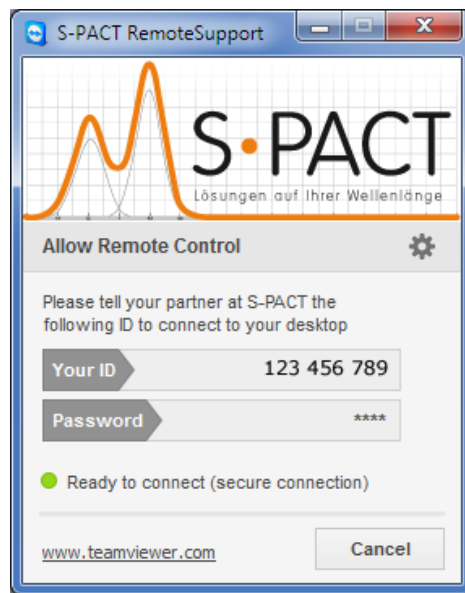 S-PACT RemoteSupport
S•PACT
Lösungen auf Ihrer Wellenlänge
Allow Remote Control
Please tell your partner at S-PACT the
following ID to connect to your desktop
Your ID 123 456 789
Password ****
Ready to connect (secure connection)
www.teamviewer.com Cancel